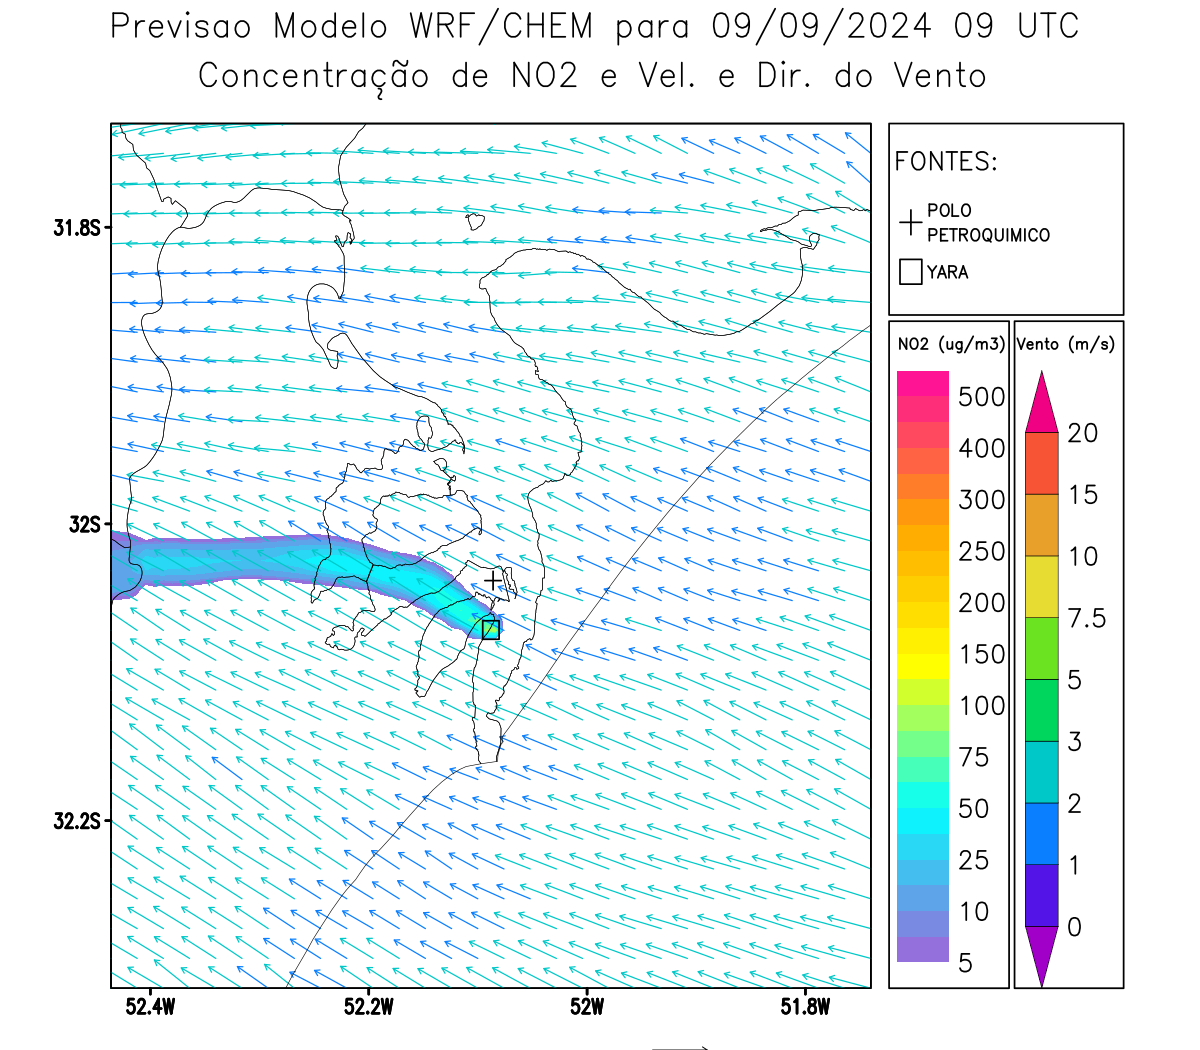 Previsao Modelo WRF/CHEM para 09/09/2024 09 UTC
Concentração de NO2 e Vel. e Dir. do Vento
FONTES:
POLO
PETROQUIMICO
YARA
31.8S
32S
32.2S
52.4W
52.2W
52W
51.8W
NO2 (ug/m3)
500
400
300
250
200
150
100
75
50
25
10
5
Vento (m/s)
20
15
10
7.5
5
3
2
1
0